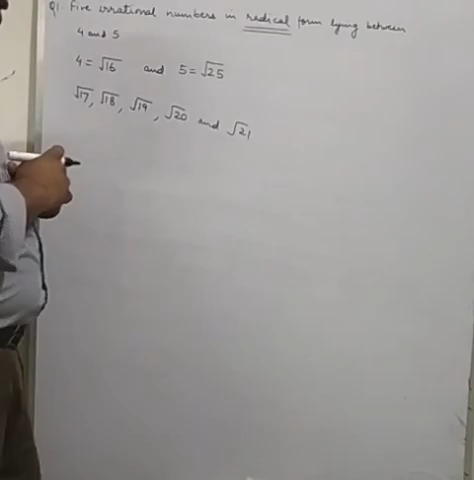 Q1. Five irrational numbers in redical form lying between
4 and 5
4 = √16 and 5 = √25
√17, √18, √19, √20 and √21